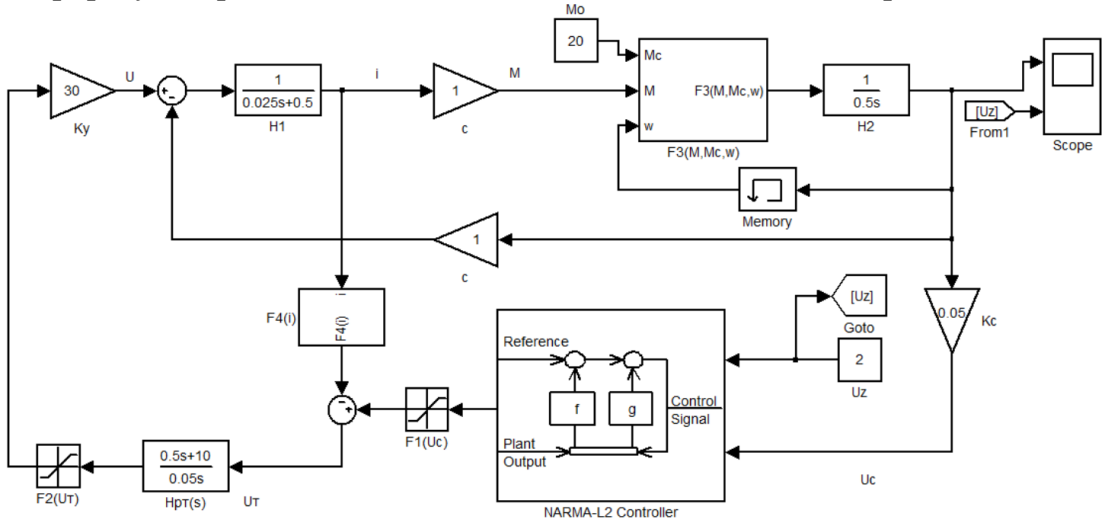 Mo
20
Mc
M
w
F3(M,Mc,w)
F3(M,Mc,w)
30
Ky
U
1
0.025s+0.5
H1
i
1
c
M
1
0.5s
H2
[Uz]
From1
Scope
Memory
1
c
i
F4(i)
F4(i)
[Uz]
Goto
0.05
Kc
2
Uz
Reference
f
g
Control
Signal
Plant
Output
NARMA-L2 Controller
F1(Uc)
Uc
0.5s+10
0.05s
Hрт(s)
Uт
F2(Uт)